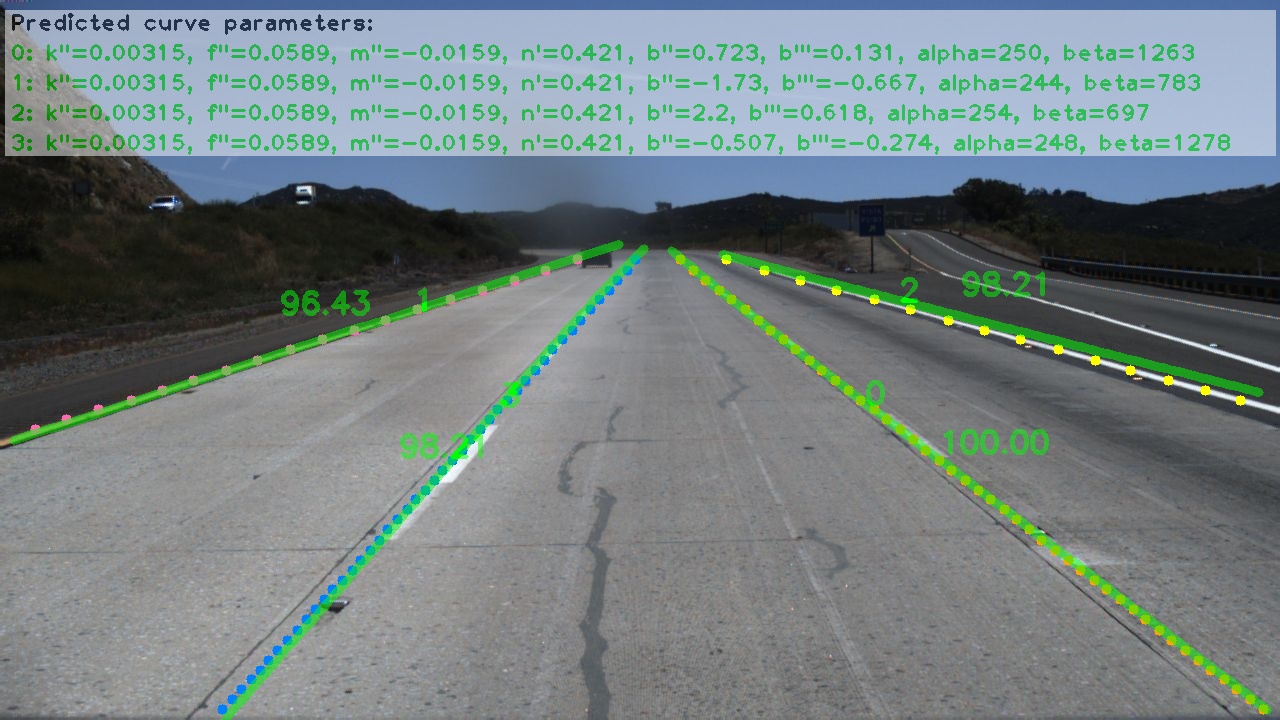 Predicted curve parameters:
0: k"=0.00315, f"=0.0589, m"=-0.0159, n'=0.421, b"=0.723, b'"=0.131, alpha=250, beta=1263
1: k"=0.00315, f"=0.0589, m"=-0.0159, n'=0.421, b"=-1.73, b'"=-0.667, alpha=244, beta=783
2: k"=0.00315, f"=0.0589, m"=-0.0159, n'=0.421, b"=2.2, b'"=0.618, alpha=254, beta=697
3: k"=0.00315, f"=0.0589, m"=-0.0159, n'=0.421, b"=-0.507, b'"=-0.274, alpha=248, beta=1278
96.43 1 2 98.21
0
98.21 100.00